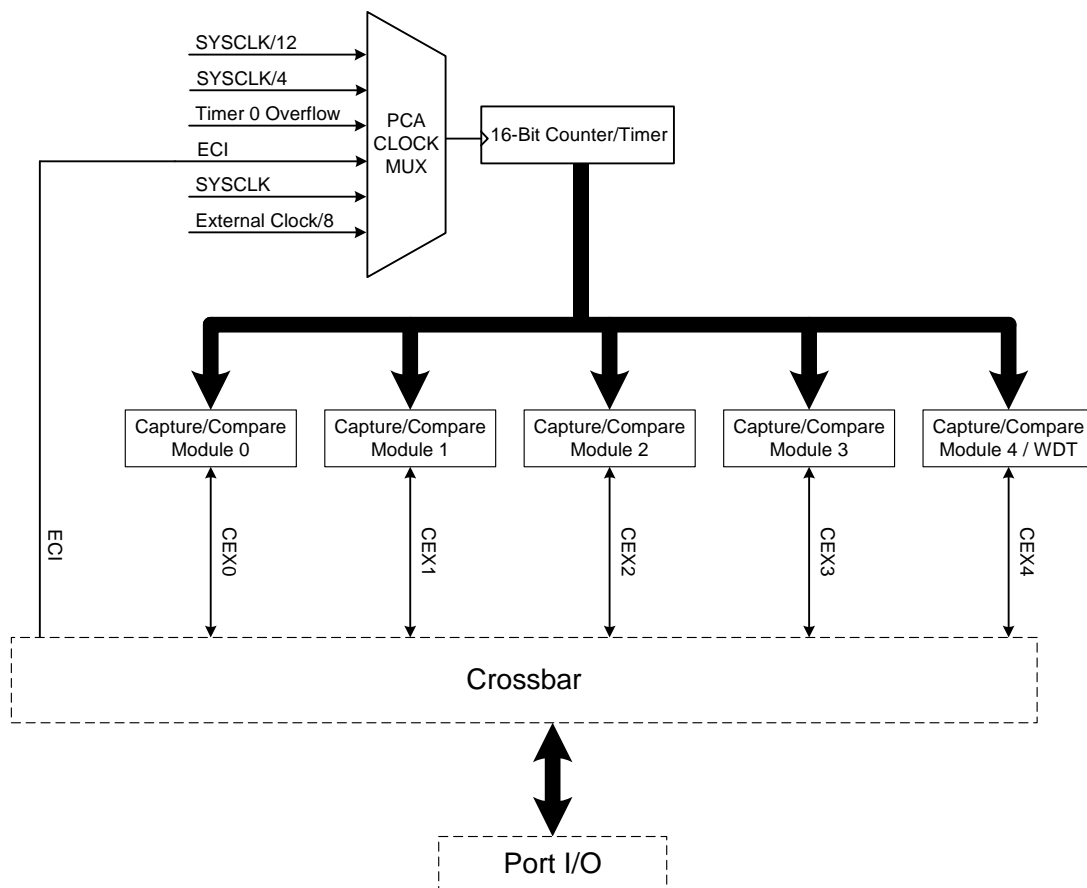 SYSCLK/12
SYSCLK/4
Timer 0 Overflow
ECI
SYSCLK
External Clock/8
PCA
CLOCK
MUX
16-Bit Counter/Timer
Capture/Compare
Module 0
Capture/Compare
Module 1
Capture/Compare
Module 2
Capture/Compare
Module 3
Capture/Compare
Module 4 / WDT
ECI
CEX0
CEX1
CEX2
CEX3
CEX4
Crossbar
Port I/O